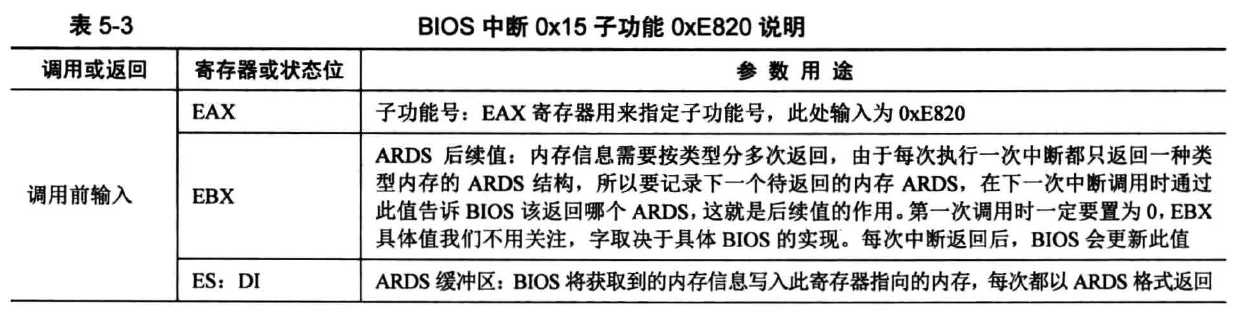 表 5-3 BIOS 中断 0x15 子功能 0xE820 说明
调用或返回 寄存器或状态位 参 数 用 途
EAX 子功能号：EAX 寄存器用来指定子功能号，此处输入为 0xE820
ARDS 后续值：内存信息需要按类型分多次返回，由于每次执行一次中断都只返回一种类
型内存的 ARDS 结构，所以要记录下一个待返回的内存 ARDS，在下一次中断调用时通过
调用前输入 EBX 此值告诉 BIOS 该返回哪个 ARDS，这就是后续值的作用。第一次调用时一定要置为 0，EBX
具体值我们不用关注，字取决于具体 BIOS 的实现。每次中断返回后，BIOS 会更新此值
ES：DI ARDS 缓冲区：BIOS 将获取到的内存信息写入此寄存器指向的内存，每次都以 ARDS 格式返回